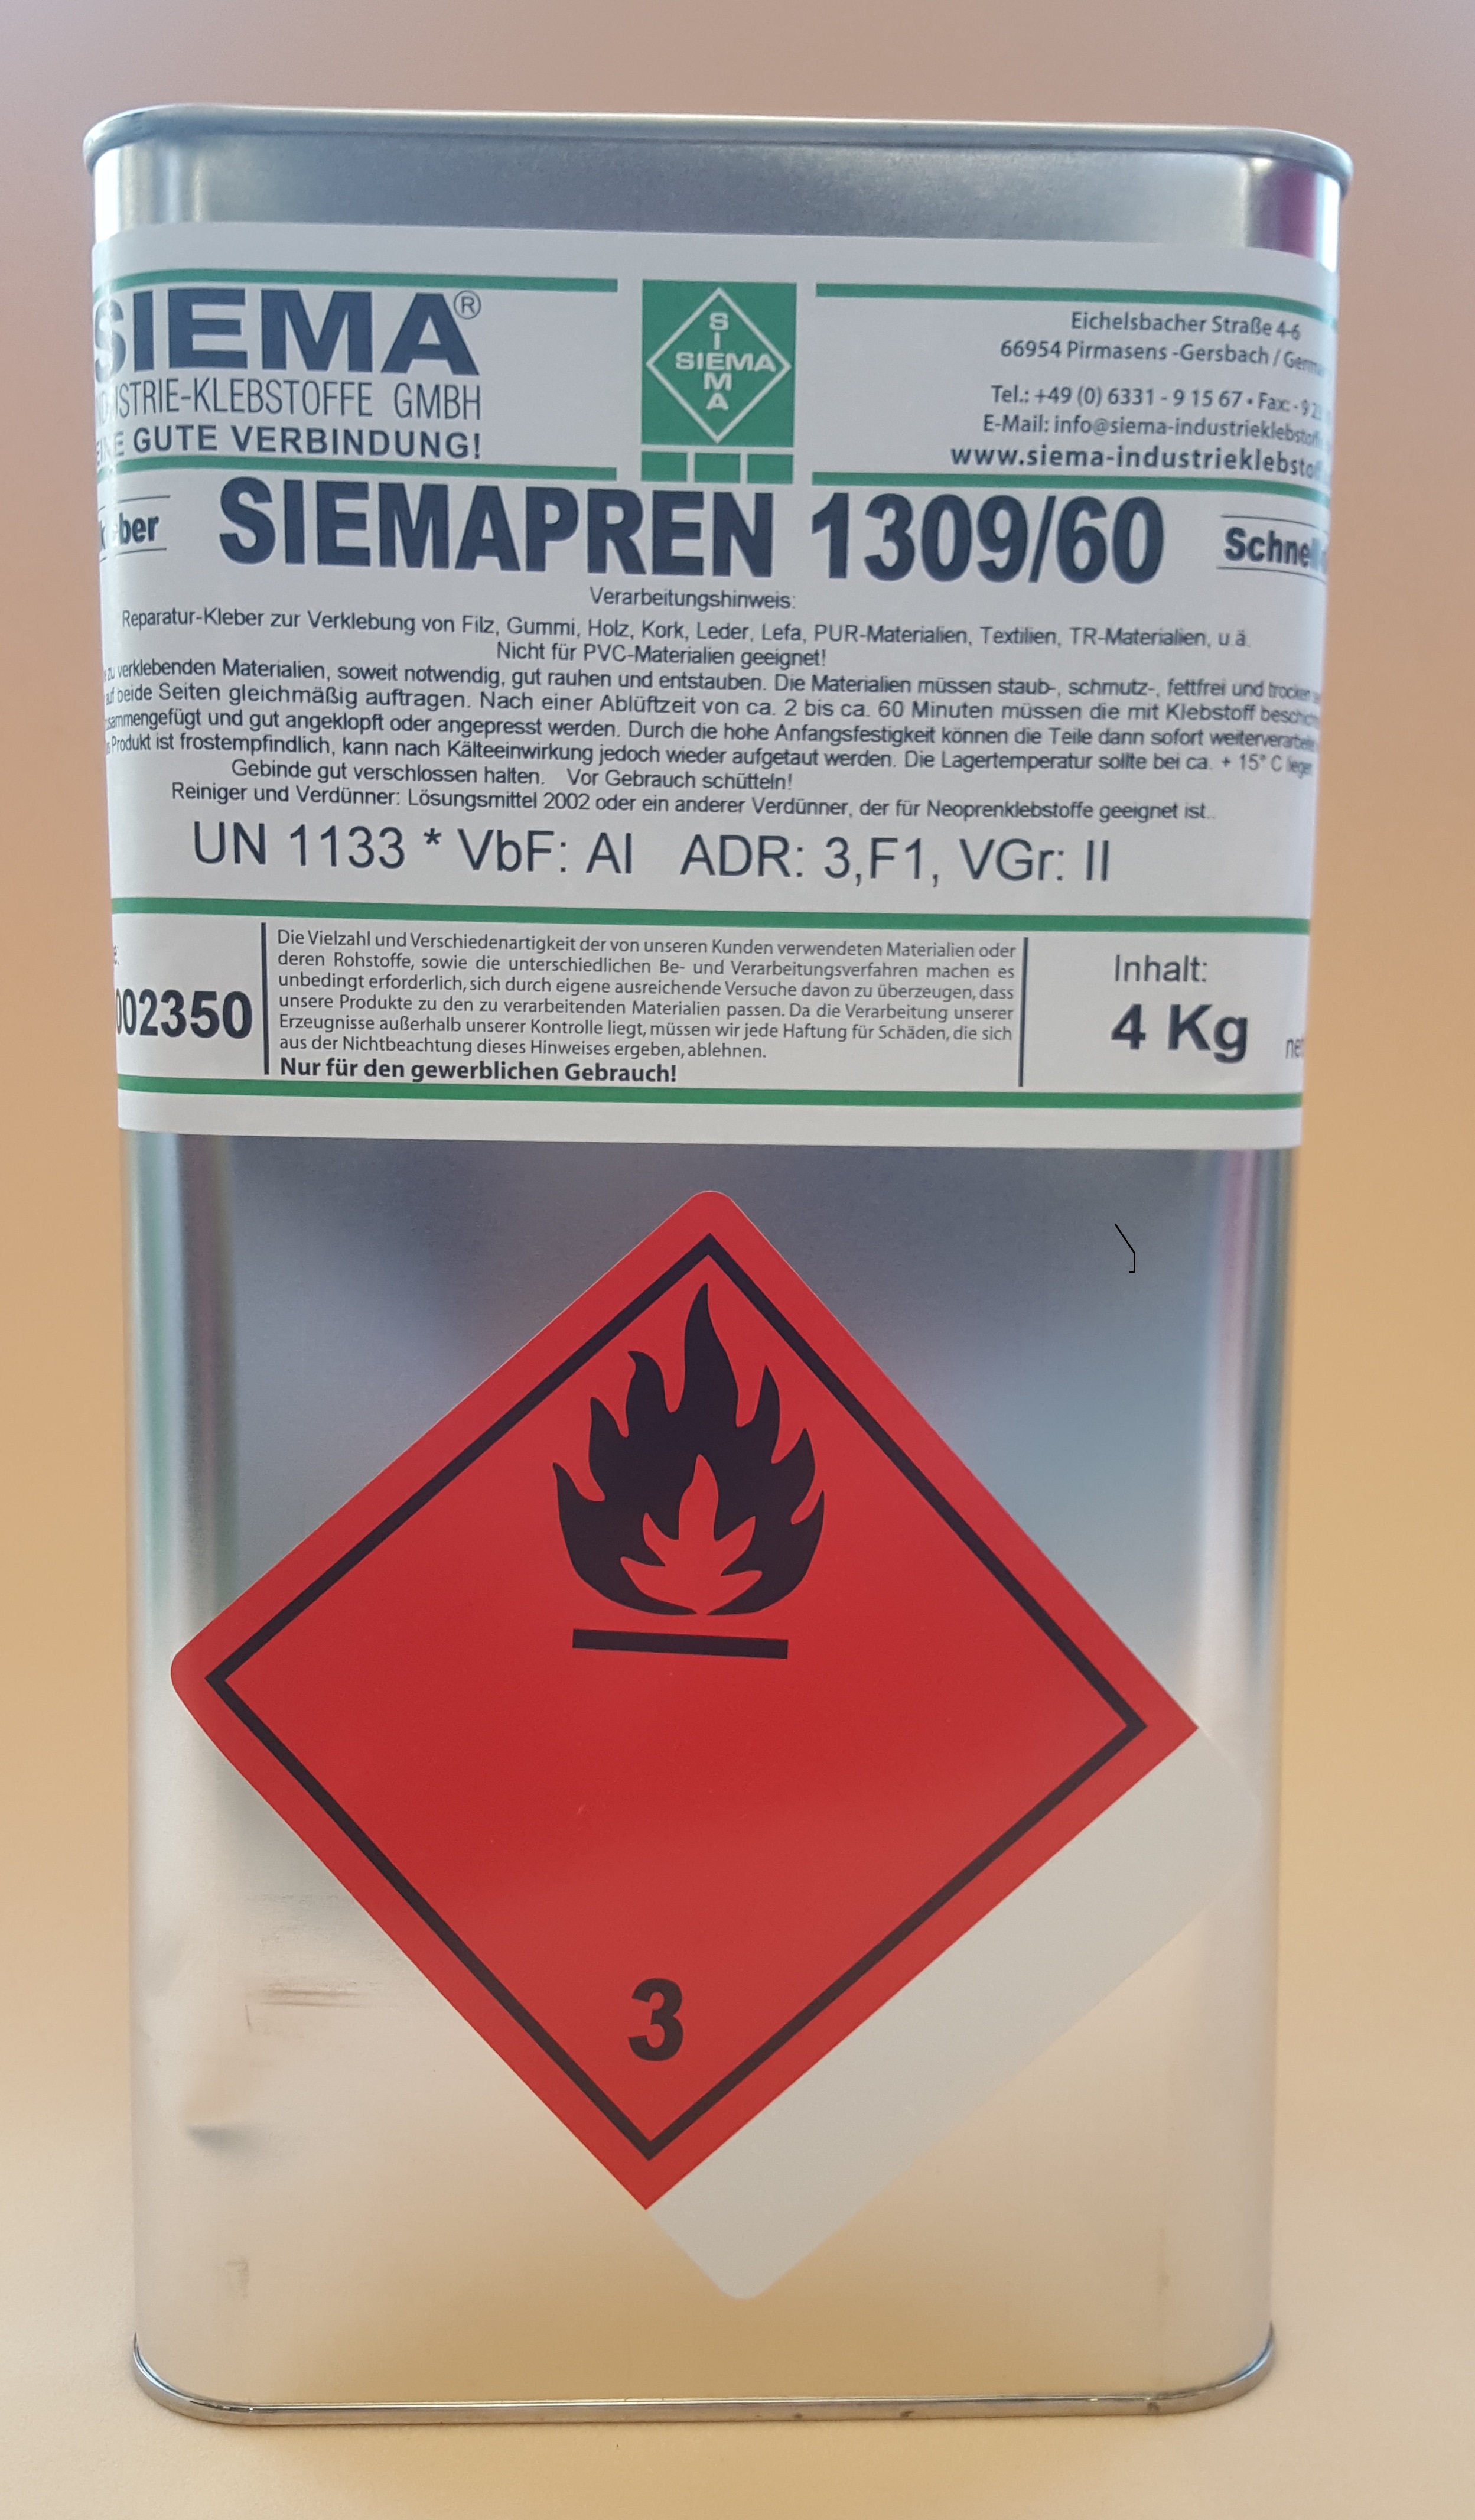 SIEMA®
STRIE-KLEBSTOFFE GMBH
GUTE VERBINDUNG!
S
I
SIEMA
M
A
Eichelsbacher Straße 4-6
66954 Pirmasens -Gersbach /
Tel.: +49 (0) 6331 - 9 15 67 • Fax:
E-Mail: info@siema-industrieklebstoff
www.siema-industrieklebstof
ber
SIEMAPREN 1309/60
Schnell
Verarbeitungshinweis:
Reparatur-Kleber zur Verklebung von Filz, Gummi, Holz, Kork, Leder, Lefa, PUR-Materialien, Textilien, TR-Materialien, u.ä.
Nicht für PVC-Materialien geeignet!
zu verklebenden Materialien, soweit notwendig, gut rauhen und entstauben. Die Materialien müssen staub-, schmutz-, fettfrei und trocken
auf beide Seiten gleichmäßig auftragen. Nach einer Ablüftzeit von ca. 2 bis ca. 60 Minuten müssen die mit Klebstoff beschich
sammengefügt und gut angeklopft oder angepresst werden. Durch die hohe Anfangsfestigkeit können die Teile dann sofort weiterverarbeite
Produkt ist frostempfindlich, kann nach Kälteeinwirkung jedoch wieder aufgetaut werden. Die Lagertemperatur sollte bei ca. + 15° C liegen
Gebinde gut verschlossen halten. Vor Gebrauch schütteln!
Reiniger und Verdünner: Lösungsmittel 2002 oder ein anderer Verdünner, der für Neoprenklebstoffe geeignet ist..
UN 1133 * VbF: AI ADR: 3,F1, VGr: II
002350
Die Vielzahl und Verschiedenartigkeit der von unseren Kunden verwendeten Materialien oder
deren Rohstoffe, sowie die unterschiedlichen Be- und Verarbeitungsverfahren machen es
unbedingt erforderlich, sich durch eigene ausreichende Versuche davon zu überzeugen, dass
unsere Produkte zu den zu verarbeitenden Materialien passen. Da die Verarbeitung unserer
Erzeugnisse außerhalb unserer Kontrolle liegt, müssen wir jede Haftung für Schäden, die sich
aus der Nichtbeachtung dieses Hinweises ergeben, ablehnen.
Nur für den gewerblichen Gebrauch!
Inhalt:
4 Kg
3